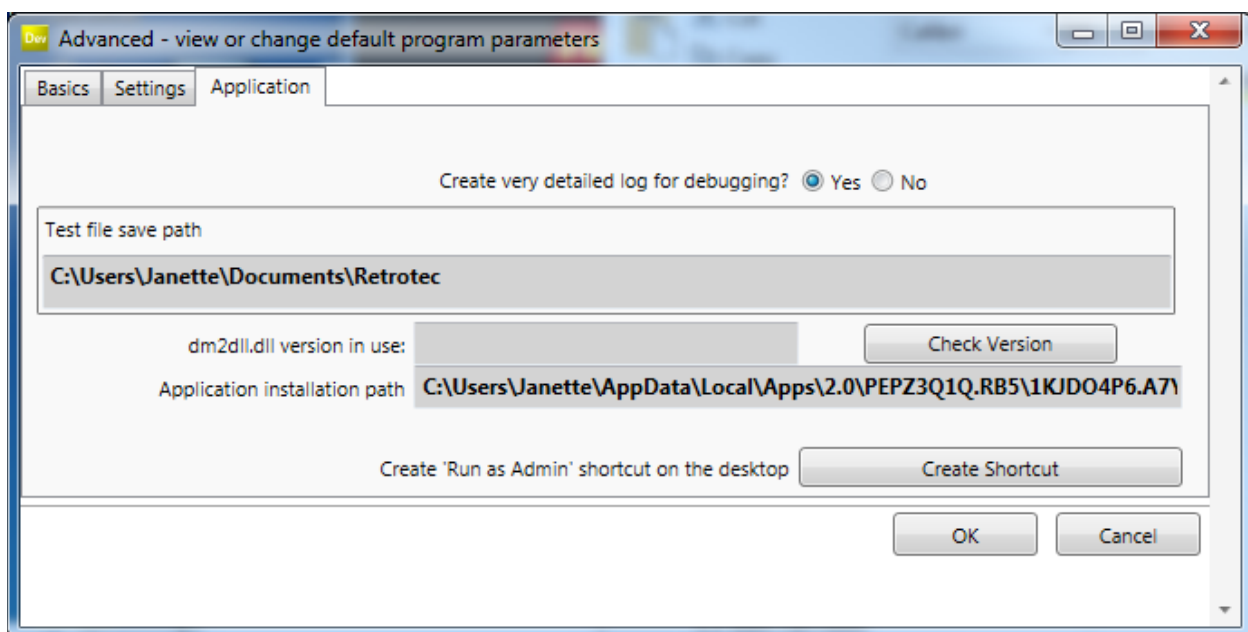 Dev Advanced - view or change default program parameters
Basics Settings Application
Create very detailed log for debugging? Yes No
Test file save path
C:\Users\Janette\Documents\Retrotec
dm2dll.dll version in use: Check Version
Application installation path C:\Users\Janette\AppData\Local\Apps\2.0\PEPZ3Q1Q.RB5\1KJDO4P6.A7
Create 'Run as Admin' shortcut on the desktop Create Shortcut
OK Cancel